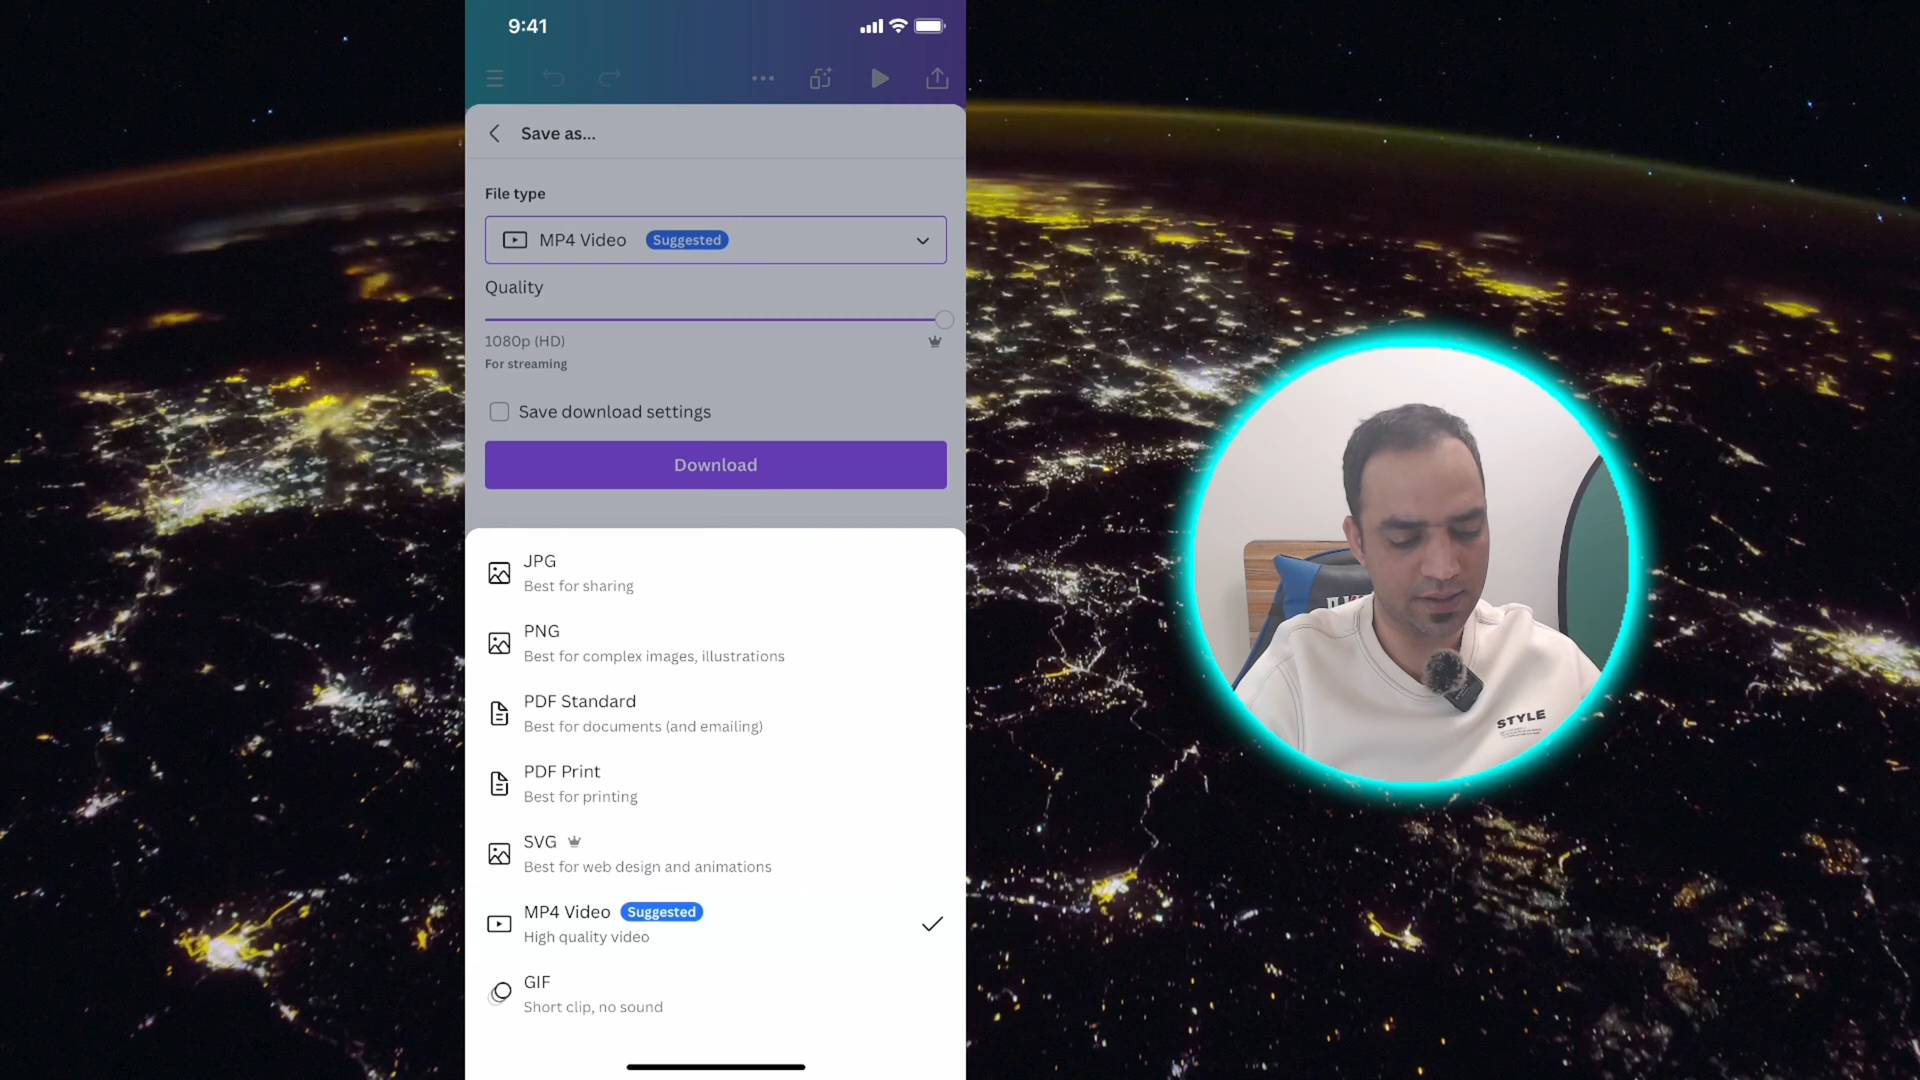 9:41
Save as...
File type
MP4 Video Suggested
Quality
1080p (HD)
For streaming
Save download settings
Download
JPG
Best for sharing
PNG
Best for complex images, illustrations
PDF Standard
Best for documents (and emailing)
PDF Print
Best for printing
SVG
Best for web design and animations
MP4 Video Suggested
High quality video
GIF
Short clip, no sound
STYLE